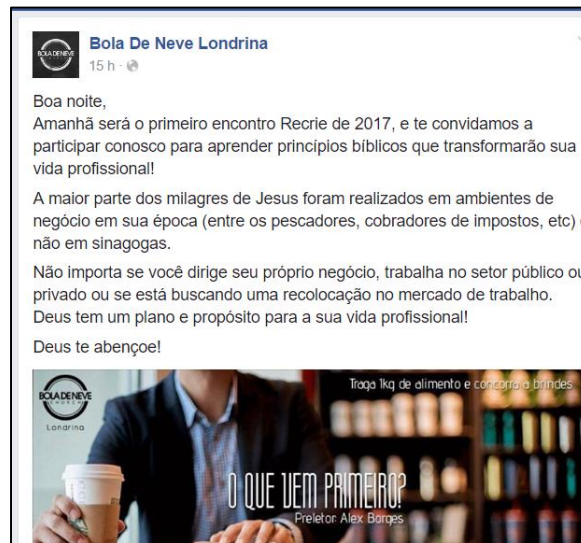 Bola De Neve Londrina
15 h
Boa noite,
Amanhã será o primeiro encontro Recrie de 2017, e te convidamos a
participar conosco para aprender princípios bíblicos que transformarão sua
vida profissional!
A maior parte dos milagres de Jesus foram realizados em ambientes de
negócio em sua época (entre os pescadores, cobradores de impostos, etc)
não em sinagogas.
Não importa se você dirige seu próprio negócio, trabalha no setor público ou
privado ou se está buscando uma recolocação no mercado de trabalho.
Deus tem um plano e propósito para a sua vida profissional!
Deus te abençoe!
BOLA DE NEVE
CHURCH
Londrina
Traga 1kg de alimento e concorra a brindes
O QUE VEM PRIMEIRO?
Preletor Alex Borges